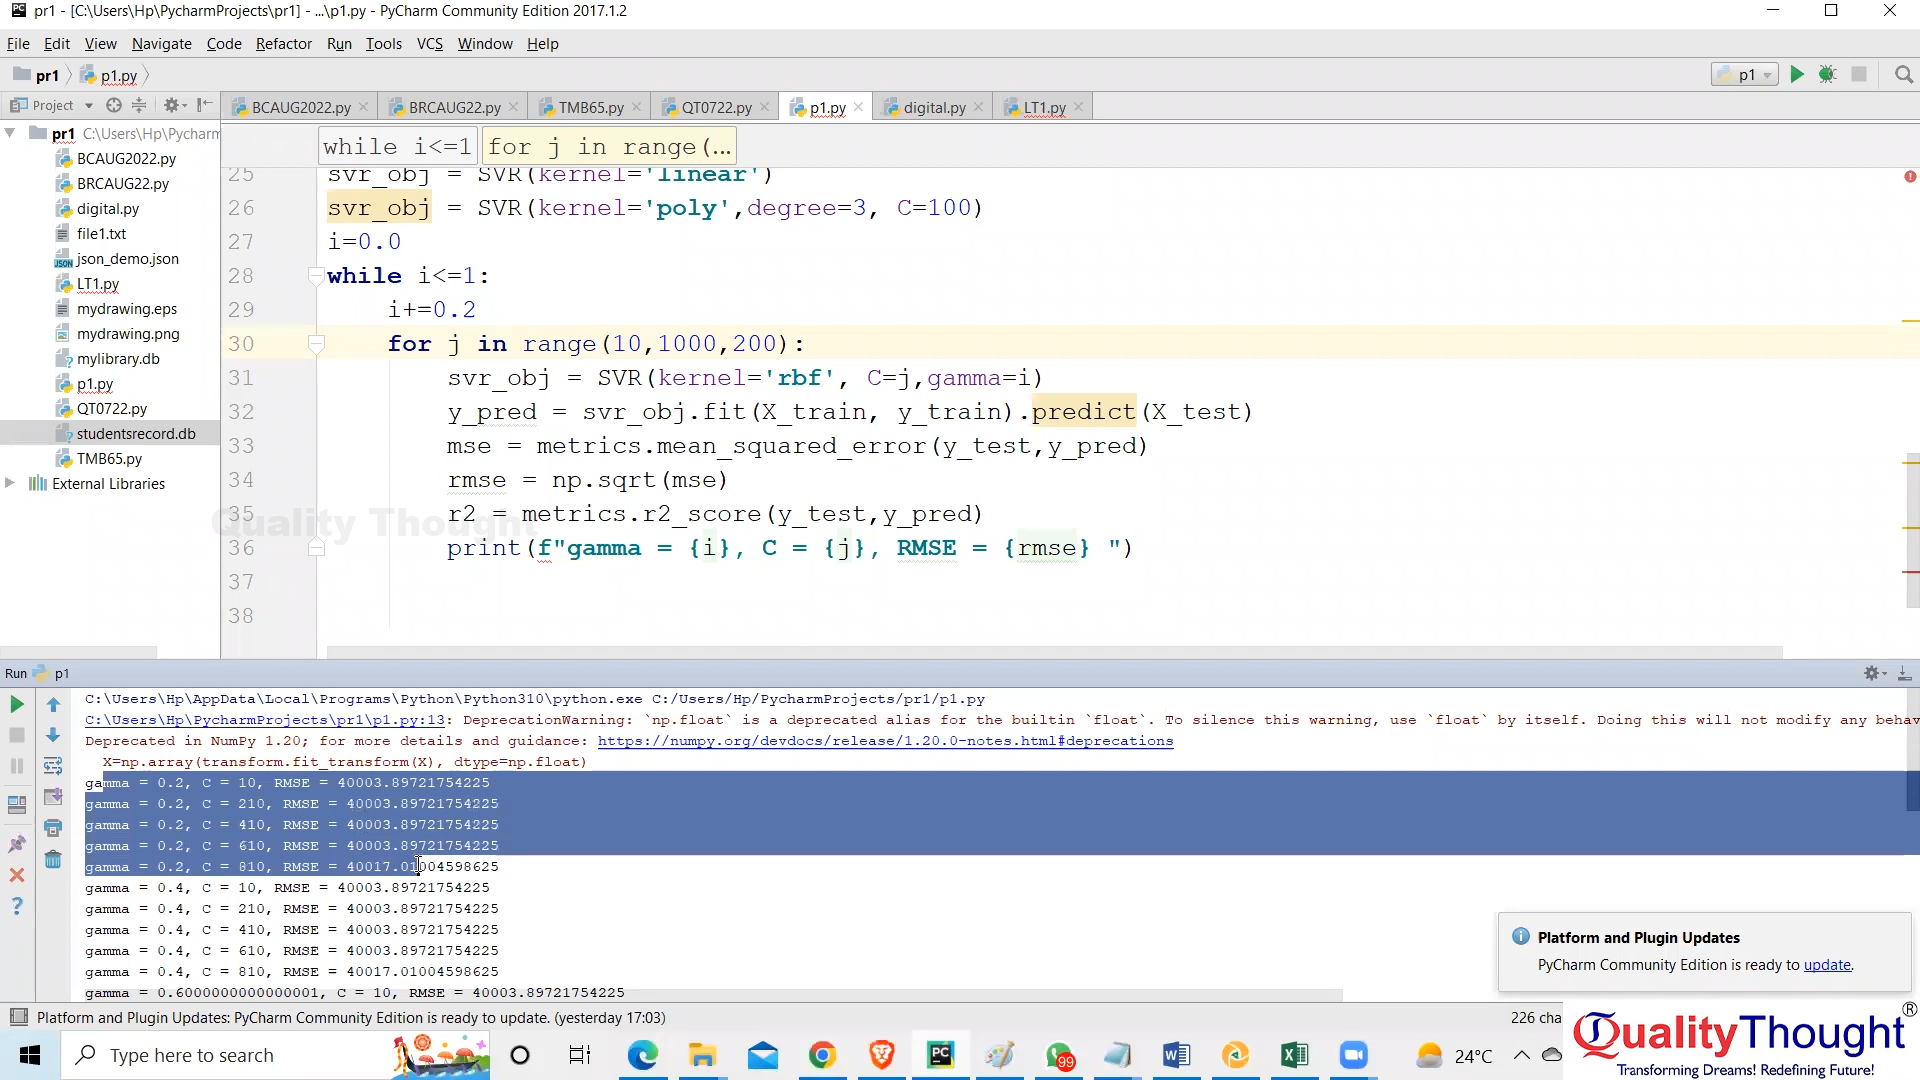 pr1 - [C:\Users\Hp\PycharmProjects\pr1] - ...\p1.py - PyCharm Community Edition 2017.1.2
File Edit View Navigate Code Refactor Run Tools VCS Window Help
pr1 p1.py
p1
Project
BCAUG2022.py BRCAUG22.py TMB65.py QT0722.py p1.py digital.py LT1.py
pr1 C:\Users\Hp\Pycharm
BCAUG2022.py
BRCAUG22.py
digital.py
file1.txt
json_demo.json
LT1.py
mydrawing.eps
mydrawing.png
mylibrary.db
p1.py
QT0722.py
studentsrecord.db
TMB65.py
External Libraries
while i<=1 for j in range(...
25 svr_obj = SVR(kernel='linear')
26 svr_obj = SVR(kernel='poly',degree=3, C=100)
27 i=0.0
28 while i<=1:
29 i+=0.2
30 for j in range(10,1000,200):
31 svr_obj = SVR(kernel='rbf', C=j,gamma=i)
32 y_pred = svr_obj.fit(X_train, y_train).predict(X_test)
33 mse = metrics.mean_squared_error(y_test,y_pred)
34 rmse = np.sqrt(mse)
35 r2 = metrics.r2_score(y_test,y_pred)
Quality Thought
36 print(f"gamma = {i}, C = {j}, RMSE = {rmse} ")
37
38
Run p1
C:\Users\Hp\AppData\Local\Programs\Python\Python310\python.exe C:/Users/Hp/PycharmProjects/pr1/p1.py
C:\Users\Hp\PycharmProjects\pr1\p1.py:13: DeprecationWarning: `np.float` is a deprecated alias for the builtin `float`. To silence this warning, use `float` by itself. Doing this will not modify any behav
Deprecated in NumPy 1.20; for more details and guidance: https://numpy.org/devdocs/release/1.20.0-notes.html#deprecations
X=np.array(transform.fit_transform(X), dtype=np.float)
gamma = 0.2, C = 10, RMSE = 40003.89721754225
gamma = 0.2, C = 210, RMSE = 40003.89721754225
gamma = 0.2, C = 410, RMSE = 40003.89721754225
gamma = 0.2, C = 610, RMSE = 40003.89721754225
gamma = 0.2, C = 810, RMSE = 40017.01004598625
gamma = 0.4, C = 10, RMSE = 40003.89721754225
gamma = 0.4, C = 210, RMSE = 40003.89721754225
gamma = 0.4, C = 410, RMSE = 40003.89721754225
gamma = 0.4, C = 610, RMSE = 40003.89721754225
gamma = 0.4, C = 810, RMSE = 40017.01004598625
gamma = 0.6000000000000001, C = 10, RMSE = 40003.89721754225
Platform and Plugin Updates
PyCharm Community Edition is ready to update.
Platform and Plugin Updates: PyCharm Community Edition is ready to update. (yesterday 17:03)
226 cha
Type here to search
99
24°C
QualityThought®
Transforming Dreams! Redefining Future!